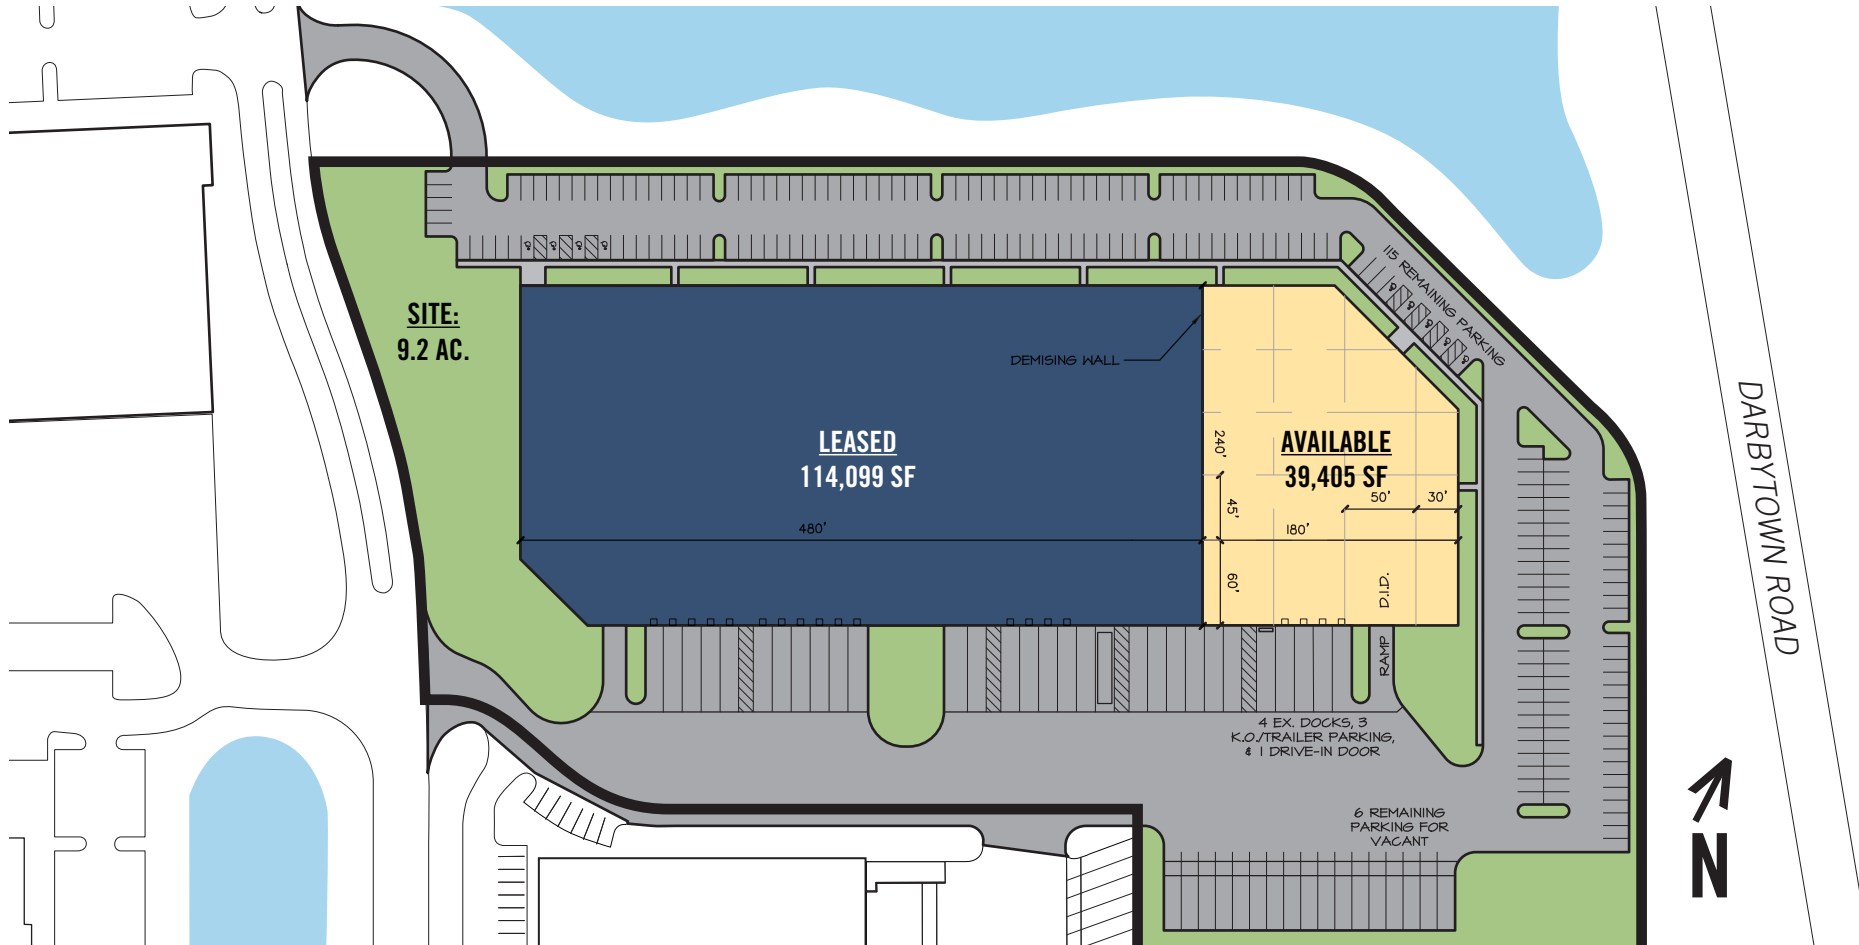 115 REMAINING PARKING
SITE:
9.2 AC.
DEMISING WALL
LEASED
114,099 SF
AVAILABLE
39,405 SF
240'
45'
50'
30'
480'
180'
60'
D.I.D.
RAMP
4 EX. DOCKS, 3
K.O./TRAILER PARKING,
& 1 DRIVE-IN DOOR
6 REMAINING
PARKING FOR
VACANT
DARBYTOWN ROAD
N